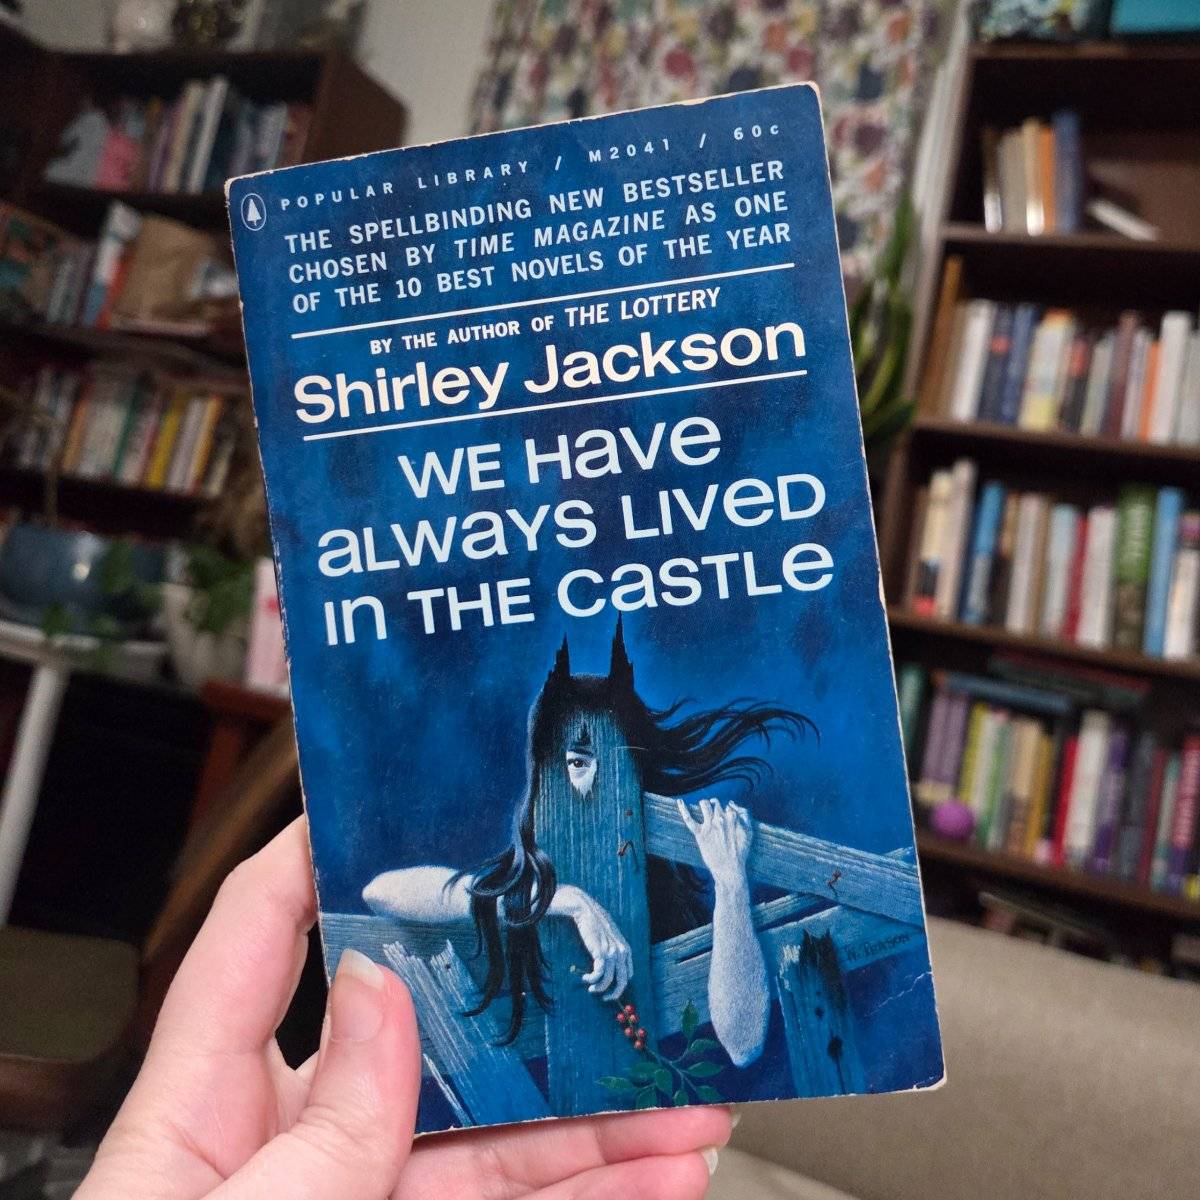 POPULAR LIBRARY / M2041 / 60c
THE SPELLBINDING NEW BESTSELLER
CHOSEN BY TIME MAGAZINE AS ONE
OF THE 10 BEST NOVELS OF THE YEAR
BY THE AUTHOR OF THE LOTTERY
Shirley Jackson
WE Have
aLWaYS LIVeD
In THE CaSTLe
W. TEASON